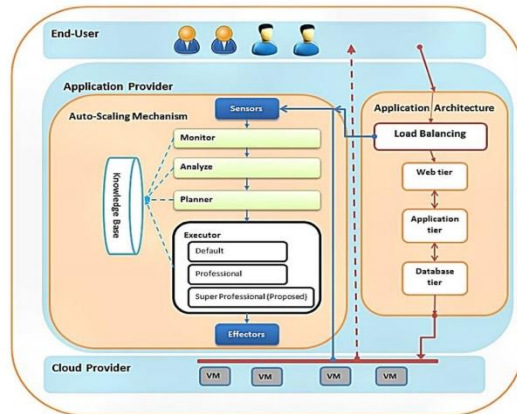 End-User
Application Provider
Auto-Scaling Mechanism
Sensors
Application Architecture
Monitor
Load Balancing
Analyze
Web tier
Knowledge Base
Planner
Application
tier
Executor
Default
Professional
Super Professional (Proposed)
Database
tier
Effectors
Cloud Provider
VM
VM
VM
VM